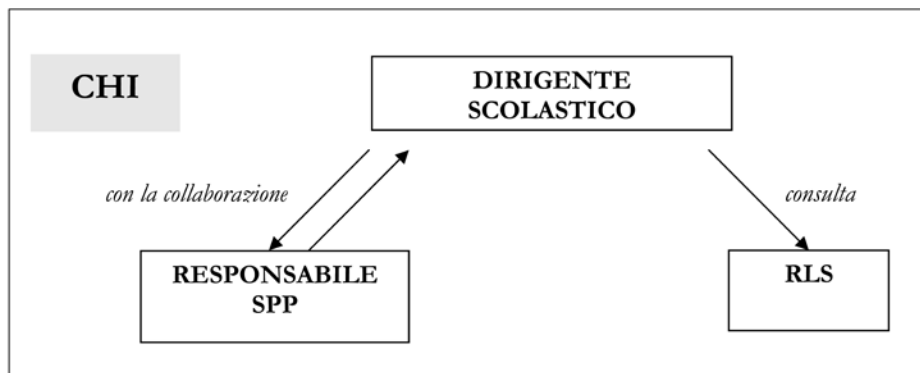 CHI
DIRIGENTE
SCOLASTICO
con la collaborazione
consulta
RESPONSABILE
SPP
RLS